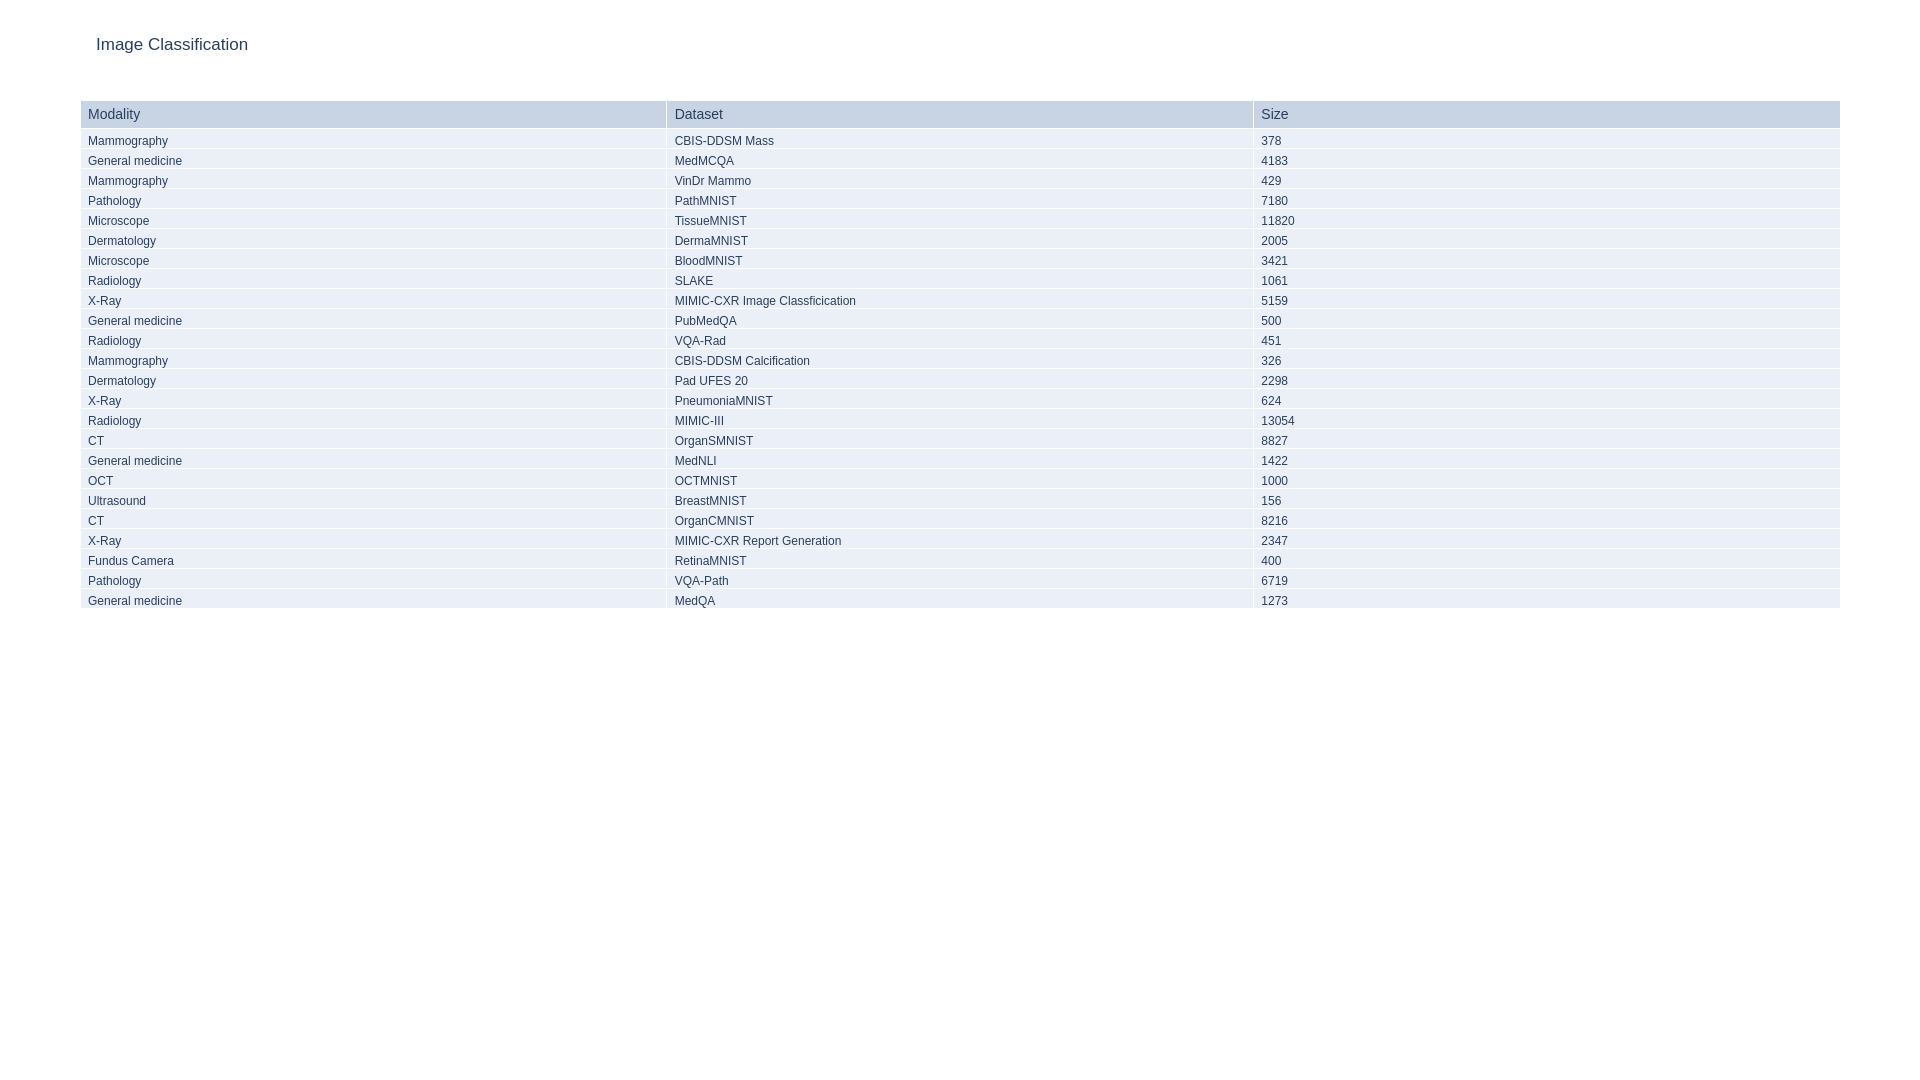 Image Classification
Modality Dataset Size
Mammography CBIS-DDSM Mass 378
General medicine MedMCQA 4183
Mammography VinDr Mammo 429
Pathology PathMNIST 7180
Microscope TissueMNIST 11820
Dermatology DermaMNIST 2005
Microscope BloodMNIST 3421
Radiology SLAKE 1061
X-Ray MIMIC-CXR Image Classficication 5159
General medicine PubMedQA 500
Radiology VQA-Rad 451
Mammography CBIS-DDSM Calcification 326
Dermatology Pad UFES 20 2298
X-Ray PneumoniaMNIST 624
Radiology MIMIC-III 13054
CT OrganSMNIST 8827
General medicine MedNLI 1422
OCT OCTMNIST 1000
Ultrasound BreastMNIST 156
CT OrganCMNIST 8216
X-Ray MIMIC-CXR Report Generation 2347
Fundus Camera RetinaMNIST 400
Pathology VQA-Path 6719
General medicine MedQA 1273